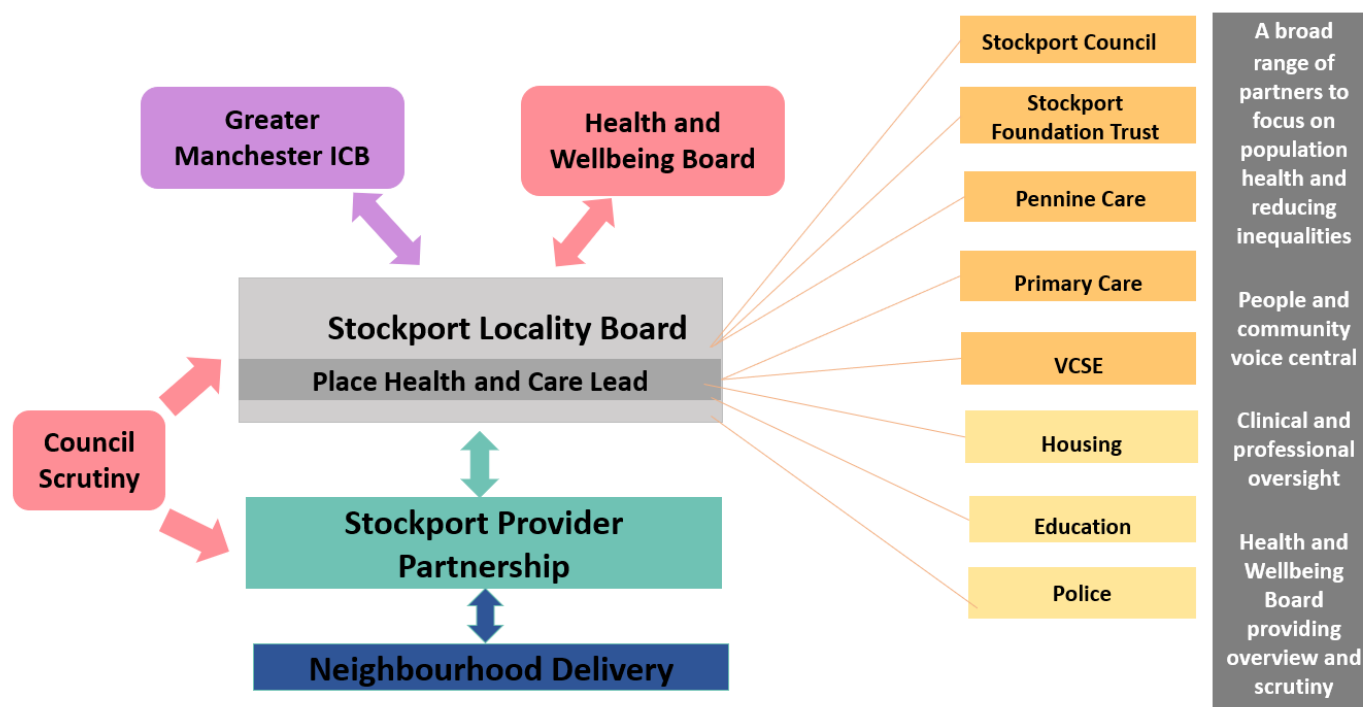 Greater
Manchester ICB
Health and
Wellbeing Board
Stockport Locality Board
Place Health and Care Lead
Council
Scrutiny
Stockport Provider
Partnership
Neighbourhood Delivery
Stockport Council
Stockport
Foundation Trust
Pennine Care
Primary Care
VCSE
Housing
Education
Police
A broad
range of
partners to
focus on
population
health and
reducing
inequalities
People and
community
voice central
Clinical and
professional
oversight
Health and
Wellbeing
Board
providing
overview and
scrutiny